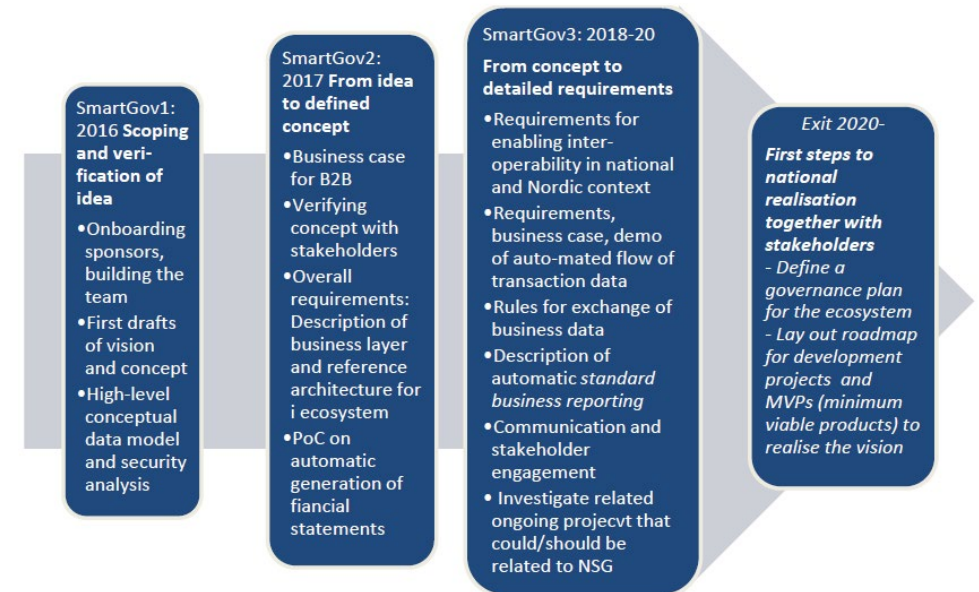 SmartGov1:
2016 Scoping
and veri-
fication of
idea
•Onboarding
sponsors,
building the
team
•First drafts
of vision
and concept
•High-level
conceptual
data model
and security
analysis
SmartGov2:
2017 From idea
to defined
concept
•Business case
for B2B
•Verifying
concept with
stakeholders
•Overall
requirements:
Description of
business layer
and reference
architecture for
i ecosystem
•PoC on
automatic
generation of
fiancial
statements
SmartGov3: 2018-20
From concept to
detailed requirements
•Requirements for
enabling inter-
operability in national
and Nordic context
•Requirements,
business case, demo
of auto-mated flow of
transaction data
•Rules for exchange of
business data
•Description of
automatic standard
business reporting
•Communication and
stakeholder
engagement
• Investigate related
ongoing projecvt that
could/should be
related to NSG
Exit 2020-
First steps to
national
realisation
together with
stakeholders
- Define a
governance plan
for the ecosystem
- Lay out roadmap
for development
projects and
MVPs (minimum
viable products) to
realise the vision